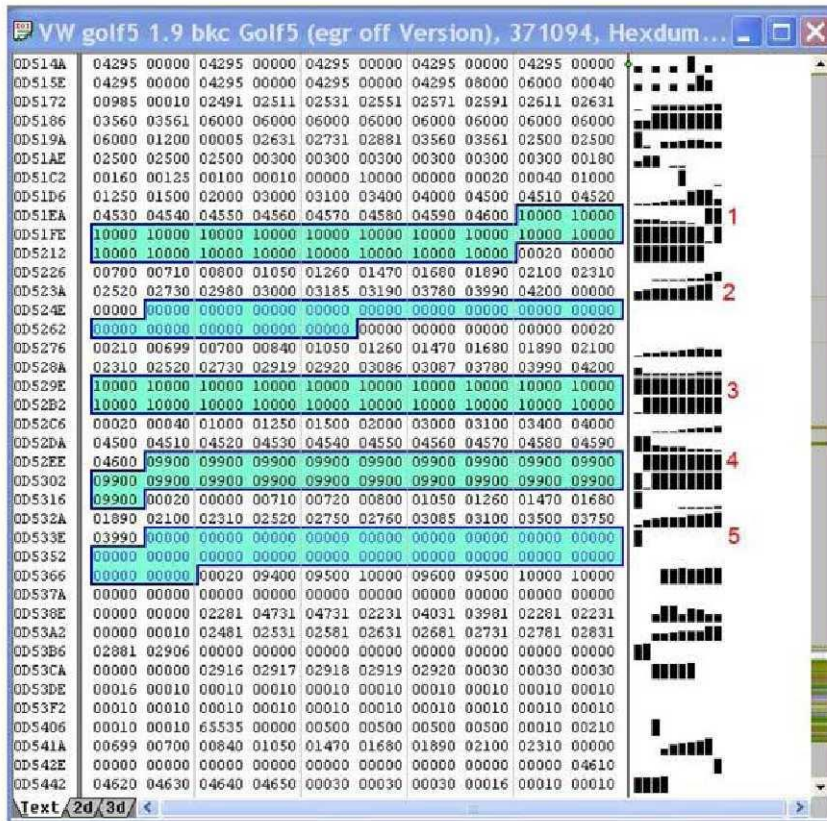 VW golf5 1.9 bkc Golf5 (egr off Version), 371094, Hexdum...
0D514A 04295 00000 04295 00000 04295 00000 04295 00000 04295 00000
0D515E 04295 00000 04295 00000 04295 00000 04295 08000 06000 00040
0D5172 00985 00010 02491 02511 02531 02551 02571 02591 02611 02631
0D5186 03560 03561 06000 06000 06000 06000 06000 06000 06000 06000
0D519A 06000 01200 00005 02631 02731 02881 03560 03561 02500 02500
0D51AE 02500 02500 02500 00300 00300 00300 00300 00300 00300 00180
0D51C2 00160 00125 00100 00010 00000 10000 00000 00020 00040 01000
0D51D6 01250 01500 02000 03000 03100 03400 04000 04500 04510 04520
0D51EA 04530 04540 04550 04560 04570 04580 04590 04600 10000 10000 1
0D51FE 10000 10000 10000 10000 10000 10000 10000 10000 10000 10000
0D5212 10000 10000 10000 10000 10000 10000 10000 10000 00020 00000
0D5226 00700 00710 00800 01050 01260 01470 01680 01890 02100 02310
0D523A 02520 02730 02980 03000 03185 03190 03780 03990 04200 00000 2
0D524E 00000 00000 00000 00000 00000 00000 00000 00000 00000 00000
0D5262 00000 00000 00000 00000 00000 00000 00000 00000 00000 00020
0D5276 00210 00699 00700 00840 01050 01260 01470 01680 01890 02100
0D528A 02310 02520 02730 02919 02920 03086 03087 03780 03990 04200
0D529E 10000 10000 10000 10000 10000 10000 10000 10000 10000 10000 3
0D52B2 10000 10000 10000 10000 10000 10000 10000 10000 10000 10000
0D52C6 00020 00040 01000 01250 01500 02000 03000 03100 03400 04000
0D52DA 04500 04510 04520 04530 04540 04550 04560 04570 04580 04590
0D52EE 04600 09900 09900 09900 09900 09900 09900 09900 09900 09900 4
0D5302 09900 09900 09900 09900 09900 09900 09900 09900 09900 09900
0D5316 09900 00020 00000 00710 00720 00800 01050 01260 01470 01680
0D532A 01890 02100 02310 02520 02750 02760 03085 03100 03500 03750
0D533E 03990 00000 00000 00000 00000 00000 00000 00000 00000 00000 5
0D5352 00000 00000 00000 00000 00000 00000 00000 00000 00000 00000
0D5366 00000 00000 00020 09400 09500 10000 09600 09500 10000 10000
0D537A 00000 00000 00000 00000 00000 00000 00000 00000 00000 00000
0D538E 00000 00000 02281 04731 04731 02231 04031 03981 02281 02231
0D53A2 00000 00010 02481 02531 02581 02631 02681 02731 02781 02831
0D53B6 02881 02906 00000 00000 00000 00000 00000 00000 00000 00000
0D53CA 00000 00000 02916 02917 02918 02919 02920 00030 00030 00030
0D53DE 00016 00010 00010 00010 00010 00010 00010 00010 00010 00010
0D53F2 00010 00010 00010 00010 00010 00010 00010 00010 00010 00010
0D5406 00010 00010 65535 00000 00500 00500 00500 00500 00010 00210
0D541A 00699 00700 00840 01050 01470 01680 01890 02100 02310 00000
0D542E 00000 00000 00000 00000 00000 00000 00000 00000 00000 04610
0D5442 04620 04630 04640 04650 00030 00030 00030 00016 00010 00010
Text 2d 3d